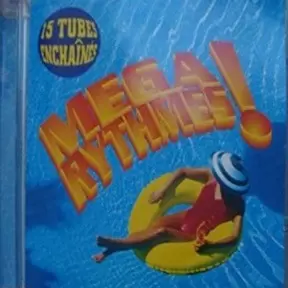 15 TUBES
ENCHAÎNÉS
MEGA
RYTHMES!